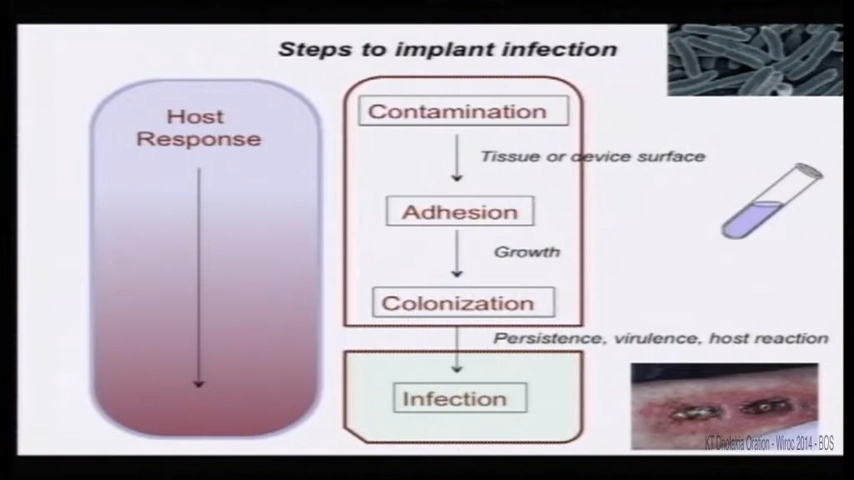 Steps to implant infection
Host
Response
Contamination
Tissue or device surface
Adhesion
Growth
Colonization
Persistence, virulence, host reaction
Infection
KT Dholakia Oration - Wiroc 2014 - BOS